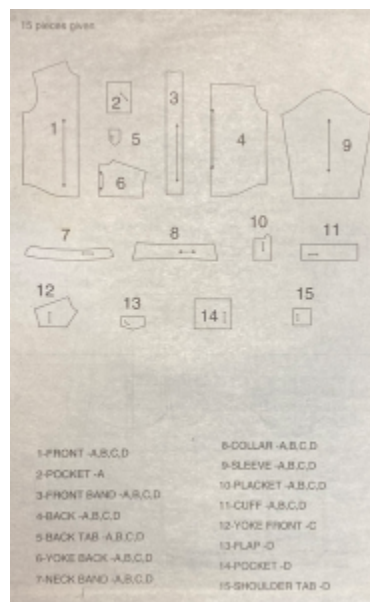 15 pieces given
1
2
3
4
5
6
9
7
8
10
11
12
13
14
15
1-FRONT -A,B,C,D
2-POCKET -A
3-FRONT BAND -A,B,C,D
4-BACK -A,B,C,D
5-BACK TAB -A,B,C,D
6-YOKE BACK -A,B,C,D
7-NECK BAND -A,B,C,D
8-COLLAR -A,B,C,D
9-SLEEVE -A,B,C,D
10-PLACKET -A,B,C,D
11-CUFF -A,B,C,D
12-YOKE FRONT -C
13-FLAP -D
14-POCKET -D
15-SHOULDER TAB -D